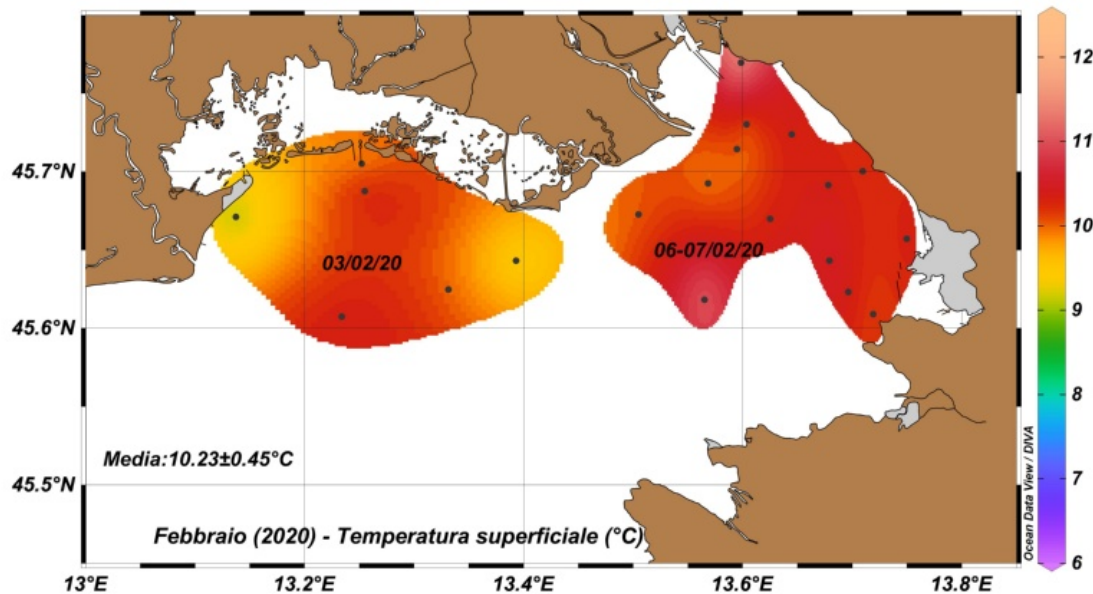 12
11
10
9
8
7
6
45.7°N
45.6°N
45.5°N
03/02/20
06-07/02/20
Media:10.23±0.45°C
Febbraio (2020) - Temperatura superficiale (°C)
Ocean Data View / DIVA
13°E
13.2°E
13.4°E
13.6°E
13.8°E